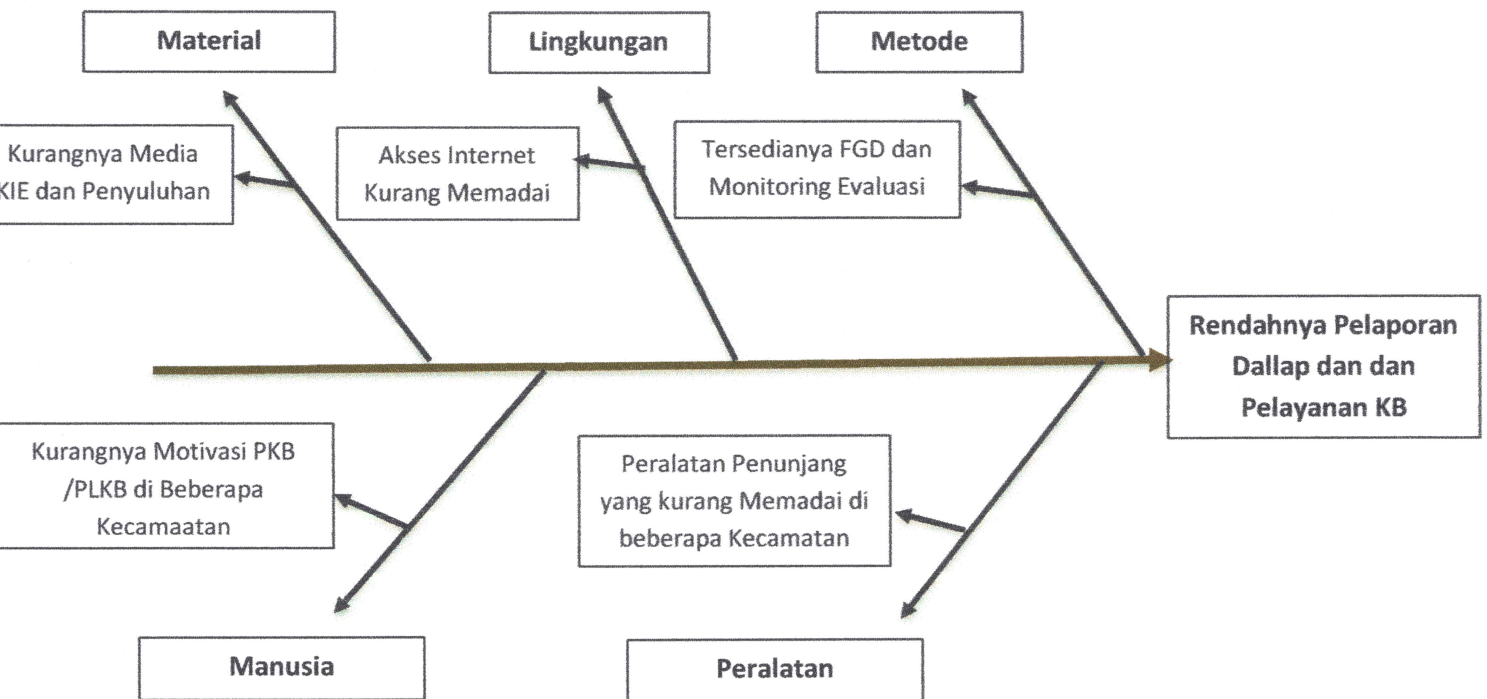 Material
Lingkungan
Metode
Kurangnya Media
KIE dan Penyuluhan
Akses Internet
Kurang Memadai
Tersedianya FGD dan
Monitoring Evaluasi
Rendahnya Pelaporan
Dallap dan dan
Pelayanan KB
Kurangnya Motivasi PKB
/PLKB di Beberapa
Kecamaatan
Peralatan Penunjang
yang kurang Memadai di
beberapa Kecamatan
Manusia
Peralatan